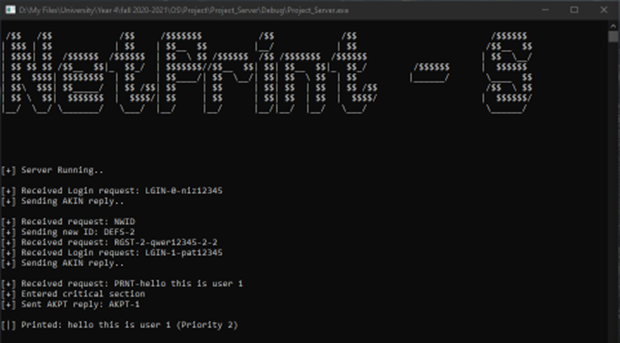 D:\My Files\University\Year 4\fall 2020-2021\OS\Project\Project_Server\Debug\Project_Server.exe
NetPrint - S
[+] Server Running..
[+] Received Login request: LGIN-0-niz12345
[+] Sending AKIN reply..
[+] Received request: NWID
[+] Sending new ID: DEFS-2
[+] Received request: RGST-2-qwer12345-2-2
[+] Received Login request: LGIN-1-pat12345
[+] Sending AKIN reply..
[+] Received request: PRNT-hello this is user 1
[+] Entered critical section
[+] Sent AKPT reply: AKPT-1
[|] Printed: hello this is user 1 (Priority 2)